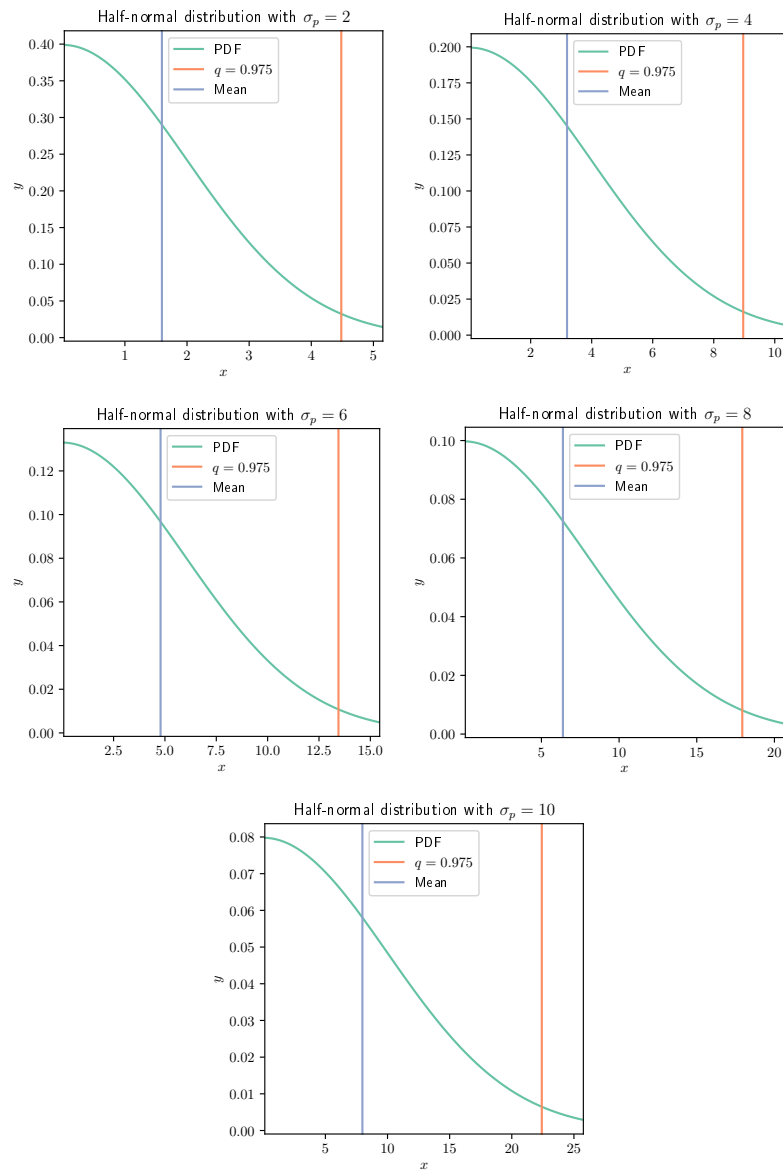 Half-normal distribution with σ_p = 2
0.40
0.35
0.30
0.25
0.20
0.15
0.10
0.05
0.00
y
PDF
q = 0.975
Mean
1 2 3 4 5
x
Half-normal distribution with σ_p = 4
0.200
0.175
0.150
0.125
0.100
0.075
0.050
0.025
0.000
y
PDF
q = 0.975
Mean
2 4 6 8 10
x
Half-normal distribution with σ_p = 6
0.12
0.10
0.08
0.06
0.04
0.02
0.00
y
PDF
q = 0.975
Mean
2.5 5.0 7.5 10.0 12.5 15.0
x
Half-normal distribution with σ_p = 8
0.10
0.08
0.06
0.04
0.02
0.00
y
PDF
q = 0.975
Mean
5 10 15 20
x
Half-normal distribution with σ_p = 10
0.08
0.07
0.06
0.05
0.04
0.03
0.02
0.01
0.00
y
PDF
q = 0.975
Mean
5 10 15 20 25
x